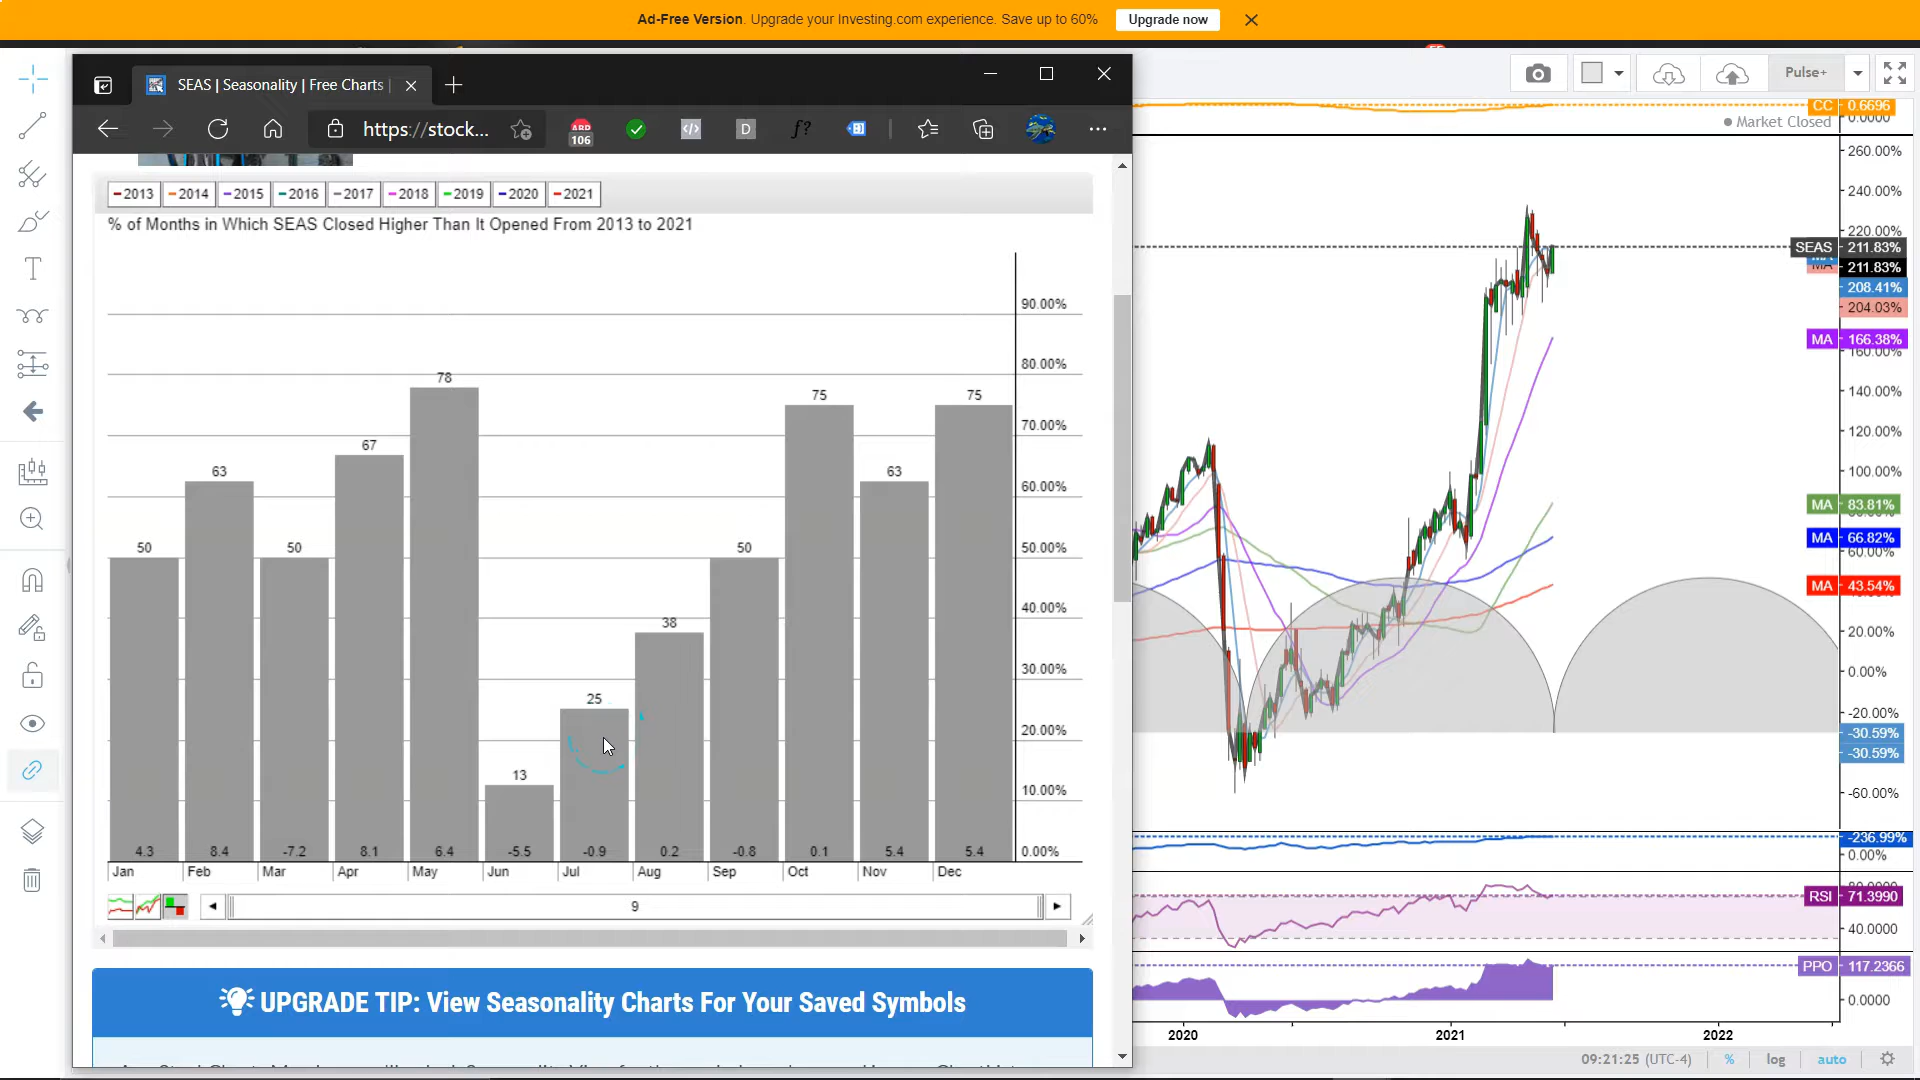 Ad-Free Version. Upgrade your Investing.com experience. Save up to 60% Upgrade now
SEAS | Seasonality | Free Charts |
https://stock...
ABP
106
D
f?
Pulse+
2013 2014 2015 2016 2017 2018 2019 2020 2021
% of Months in Which SEAS Closed Higher Than It Opened From 2013 to 2021
90.00%
80.00%
70.00%
60.00%
50.00%
40.00%
30.00%
20.00%
10.00%
0.00%
50 63 50 67 78 13 25 38 50 75 63 75
4.3 8.4 -7.2 8.1 6.4 -5.5 -0.9 0.2 -0.8 0.1 5.4 5.4
Jan Feb Mar Apr May Jun Jul Aug Sep Oct Nov Dec
9
UPGRADE TIP: View Seasonality Charts For Your Saved Symbols
CC 0.6696
0.0000
Market Closed
260.00%
240.00%
220.00%
SEAS 211.83%
MA 211.83%
208.41%
204.03%
MA 166.38%
160.00%
140.00%
120.00%
100.00%
MA 83.81%
MA 66.82%
60.00%
MA 43.54%
20.00%
0.00%
-20.00%
-30.59%
-30.59%
-60.00%
-236.99%
0.00%
RSI 71.3990
40.0000
PPO 117.2366
0.0000
2020 2021 2022
09:21:25 (UTC-4) % log auto